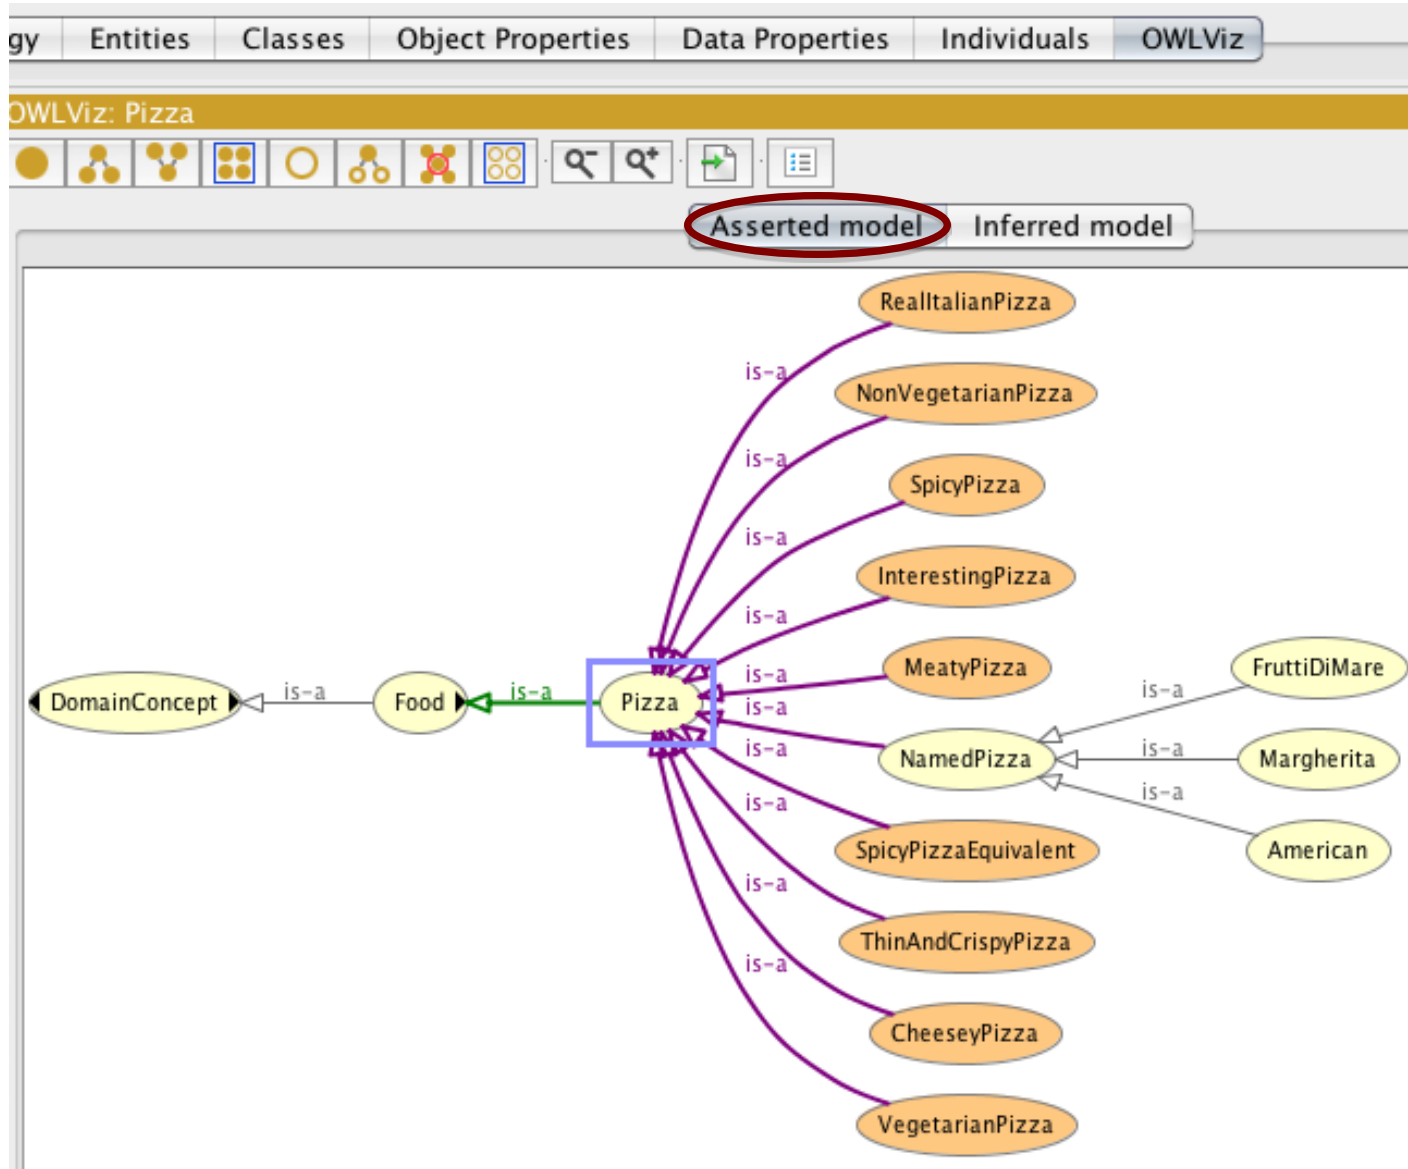 gy Entities Classes Object Properties Data Properties Individuals OWLViz
OWLViz: Pizza
Asserted model Inferred model
RealItalianPizza
is-a
NonVegetarianPizza
is-a
SpicyPizza
is-a
InterestingPizza
is-a
MeatyPizza
FruttiDiMare
is-a
is-a
DomainConcept is-a Food is-a Pizza
is-a
is-a
NamedPizza
is-a
Margherita
is-a
is-a
SpicyPizzaEquivalent
American
is-a
ThinAndCrispyPizza
is-a
CheeseyPizza
VegetarianPizza